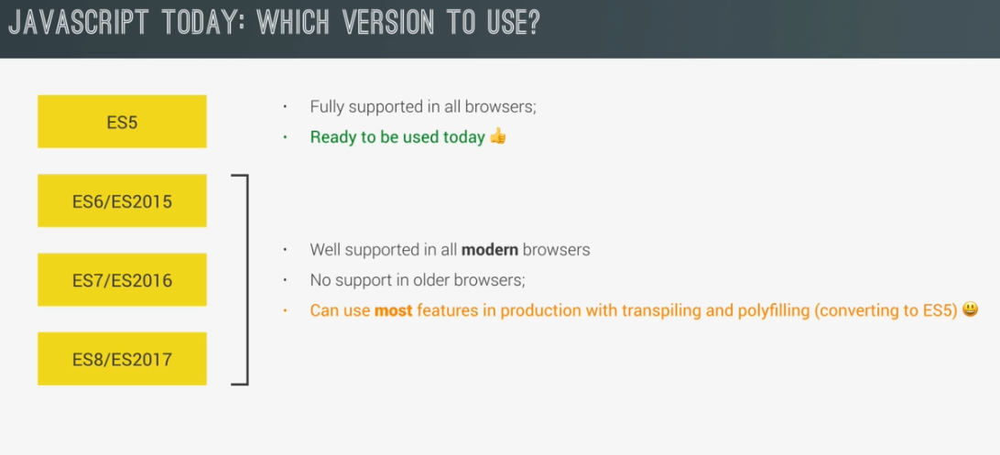 JAVASCRIPT TODAY: WHICH VERSION TO USE?
ES5
• Fully supported in all browsers;
• Ready to be used today 👍
ES6/ES2015
ES7/ES2016
ES8/ES2017
• Well supported in all modern browsers
• No support in older browsers;
• Can use most features in production with transpiling and polyfilling (converting to ES5) 😃